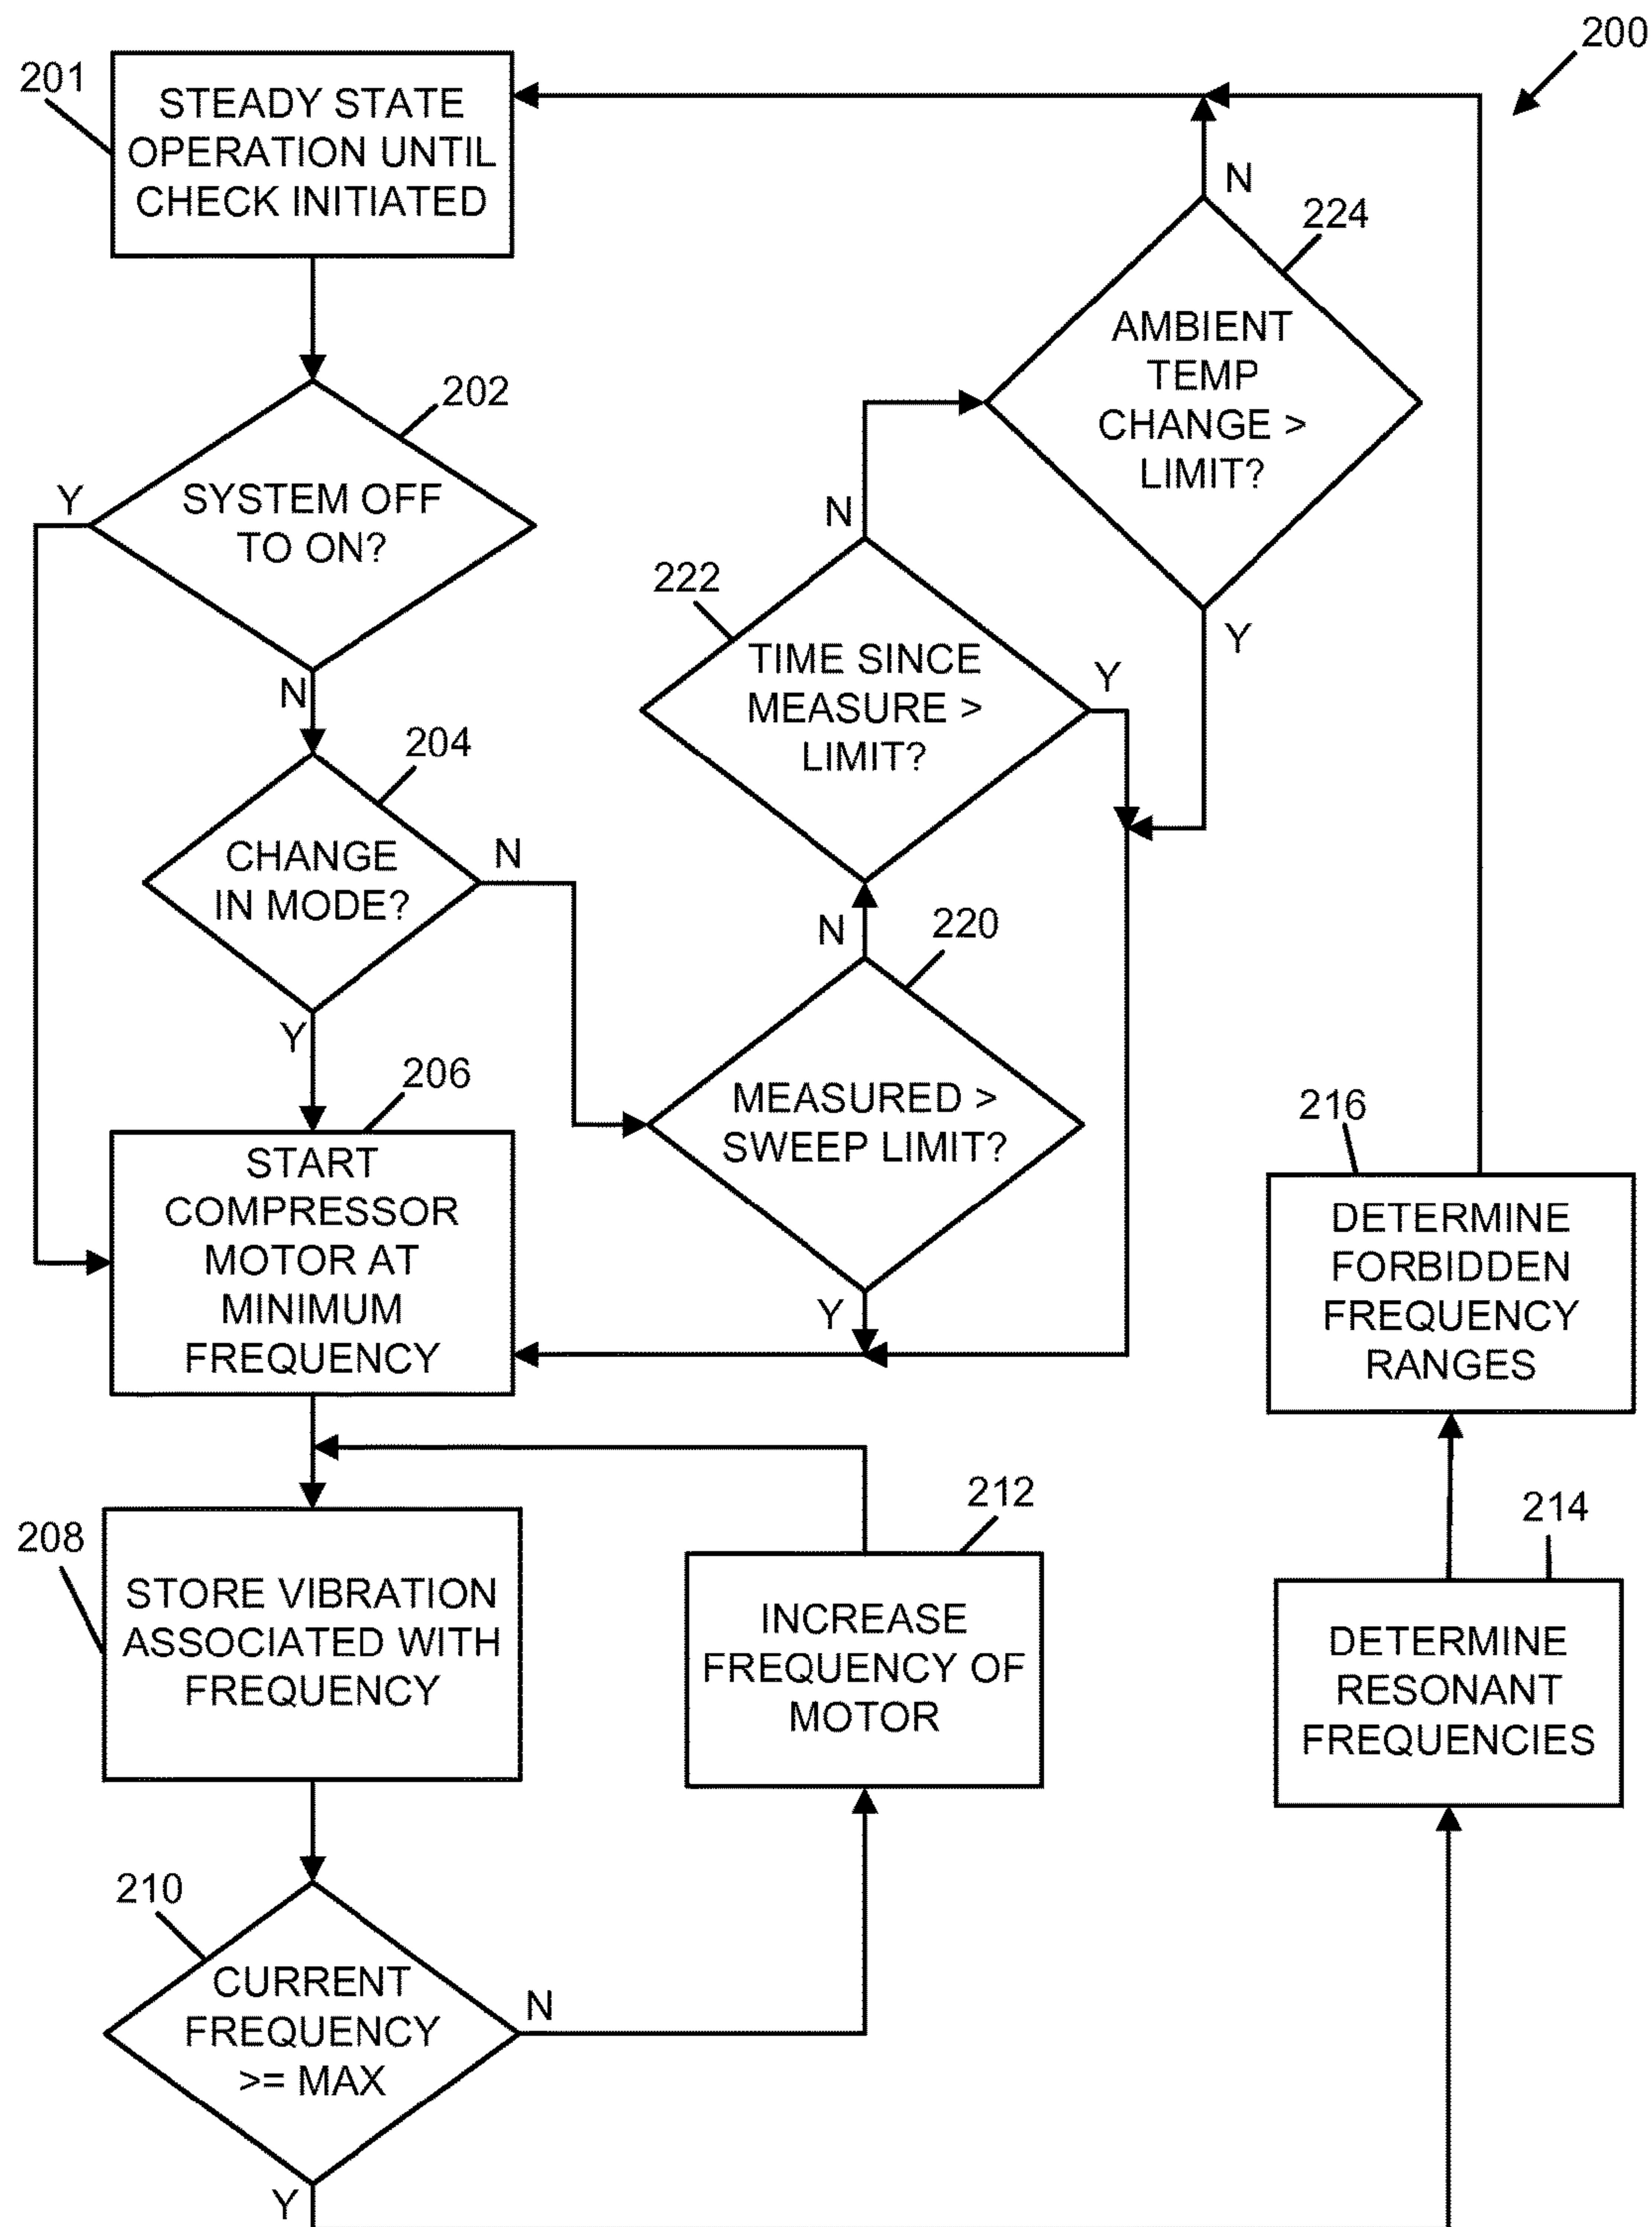 200
201
STEADY STATE
OPERATION UNTIL
CHECK INITIATED
202
SYSTEM OFF
TO ON?
Y
N
204
CHANGE
IN MODE?
N
Y
206
START
COMPRESSOR
MOTOR AT
MINIMUM
FREQUENCY
208
STORE VIBRATION
ASSOCIATED WITH
FREQUENCY
210
CURRENT
FREQUENCY
>= MAX
N
Y
212
INCREASE
FREQUENCY OF
MOTOR
214
DETERMINE
RESONANT
FREQUENCIES
216
DETERMINE
FORBIDDEN
FREQUENCY
RANGES
220
MEASURED >
SWEEP LIMIT?
N
Y
222
TIME SINCE
MEASURE >
LIMIT?
N
Y
224
AMBIENT
TEMP
CHANGE >
LIMIT?
N
Y